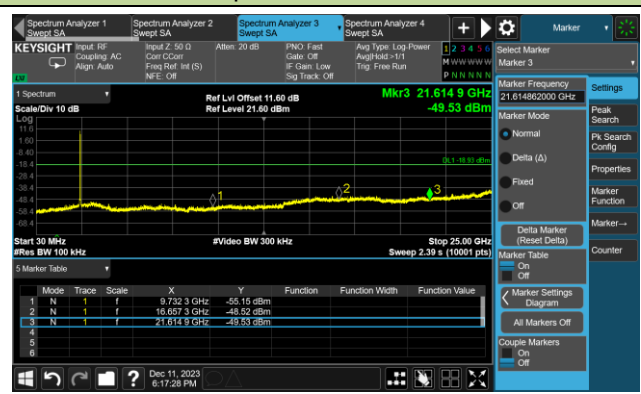 Spectrum Analyzer 1
Swept SA
Spectrum Analyzer 2
Swept SA
Spectrum Analyzer 3
Swept SA
Spectrum Analyzer 4
Swept SA
Marker
KEYSIGHT
Input: RF
Coupling: AC
Align: Auto
Input Z: 50 Ω
Corr CCorr
Freq Ref: Int (S)
NFE: Off
Atten: 20 dB
PNO: Fast
Gate: Off
IF Gain: Low
Sig Track: Off
Avg Type: Log-Power
Avg|Hold:>1/1
Trig: Free Run
1 2 3 4 5 6
M W W W W W
P N N N N N
Select Marker
Marker 3
1 Spectrum
Scale/Div 10 dB
Log
Ref Lvl Offset 11.60 dB
Ref Level 21.60 dBm
Mkr3 21.614 9 GHz
-49.53 dBm
11.6
1.60
-8.40
-18.4
-28.4
-38.4
-48.4
-58.4
-68.4
DL1 -18.93 dBm
1
2
3
Start 30 MHz
#Res BW 100 kHz
#Video BW 300 kHz
Stop 25.00 GHz
Sweep 2.39 s (10001 pts)
5 Marker Table
Mode Trace Scale X Y Function Function Width Function Value
1 N 1 f 9.732 3 GHz -55.15 dBm
2 N 1 f 16.657 3 GHz -48.52 dBm
3 N 1 f 21.614 9 GHz -49.53 dBm
4
5
6
Marker Frequency
21.614862000 GHz
Marker Mode
Normal
Delta (Δ)
Fixed
Off
Delta Marker
(Reset Delta)
Marker Table
On
Off
Marker Settings
Diagram
All Markers Off
Couple Markers
On
Off
Settings
Peak
Search
Pk Search
Config
Properties
Marker
Function
Marker→
Counter
Dec 11, 2023
6:17:28 PM